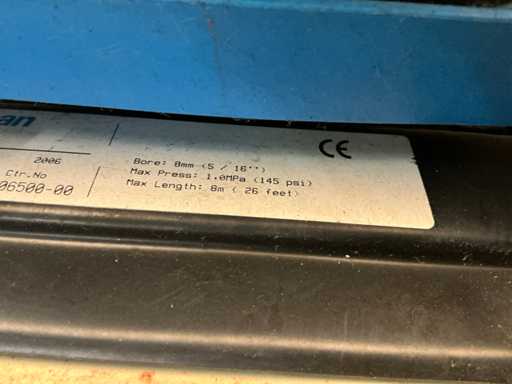 an
CE
2006
Bore: 8mm (5 / 16'')
Ctr.No
Max Press: 1.0MPa (145 psi)
06500-00
Max Length: 8m ( 26 feet)